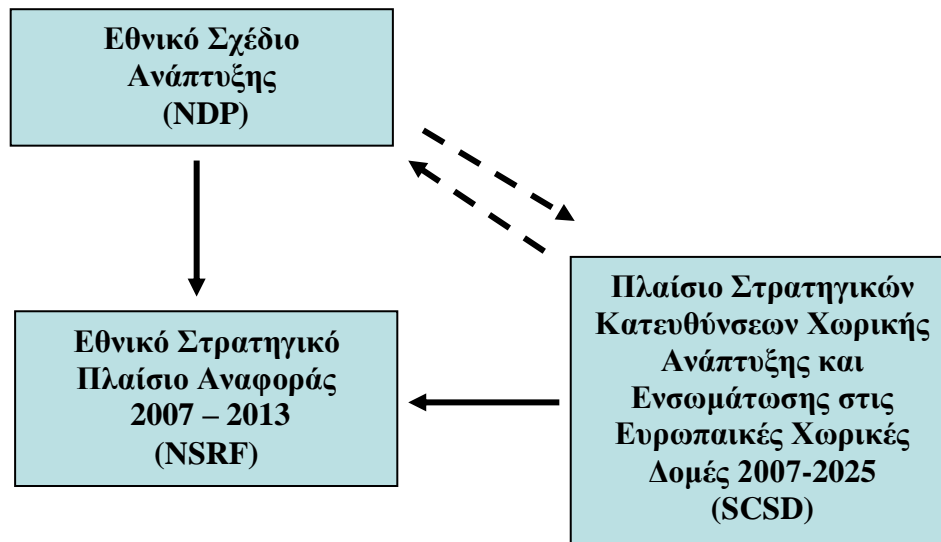 Εθνικό Σχέδιο
Ανάπτυξης
(NDP)
Εθνικό Στρατηγικό
Πλαίσιο Αναφοράς
2007 – 2013
(NSRF)
Πλαίσιο Στρατηγικών
Κατευθύνσεων Χωρικής
Ανάπτυξης και
Ενσωμάτωσης στις
Ευρωπαικές Χωρικές
Δομές 2007-2025
(SCSD)